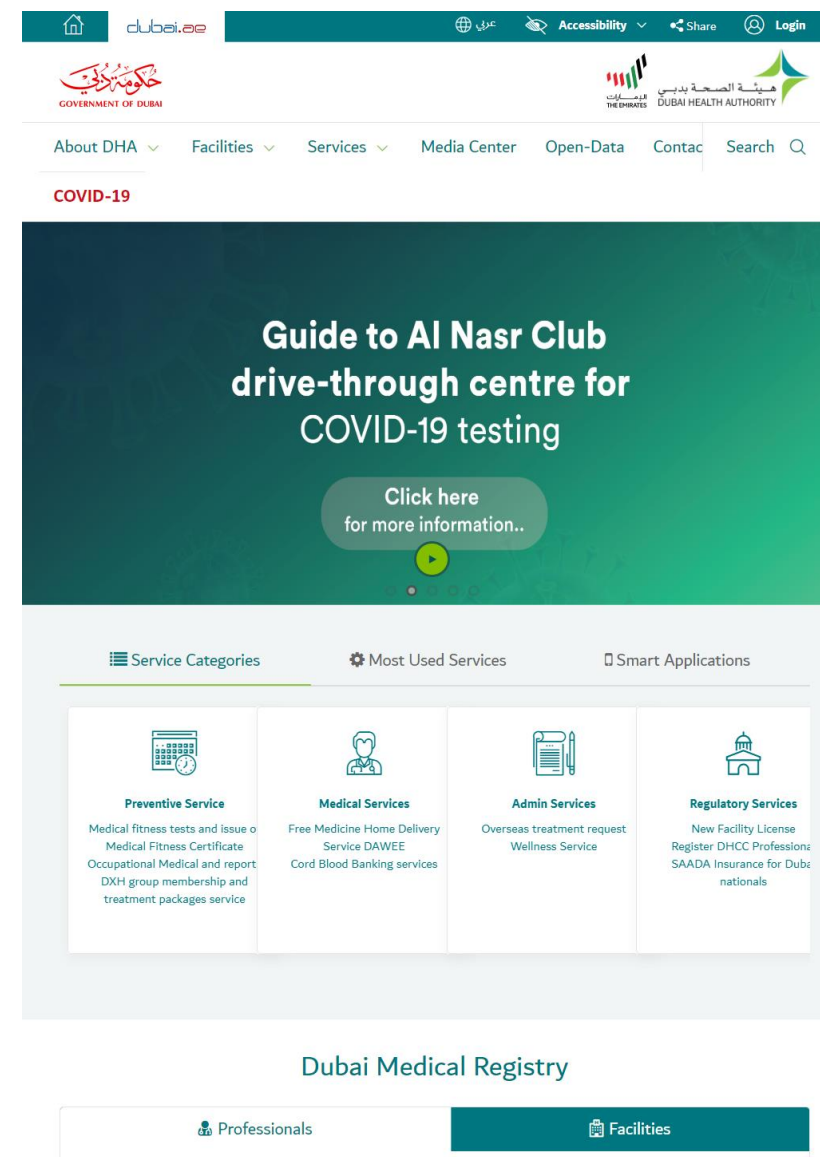 dubai.ae
عربي
Accessibility
Share
Login
حكومة دبي
GOVERNMENT OF DUBAI
الإمارات
THE EMIRATES
هيئة الصحة بدبي
DUBAI HEALTH AUTHORITY
About DHA
Facilities
Services
Media Center
Open-Data
Contac
Search
COVID-19
Guide to Al Nasr Club
drive-through centre for
COVID-19 testing
Click here
for more information..
Service Categories
Most Used Services
Smart Applications
Preventive Service
Medical fitness tests and issue o
Medical Fitness Certificate
Occupational Medical and report
DXH group membership and
treatment packages service
Medical Services
Free Medicine Home Delivery
Service DAWEE
Cord Blood Banking services
Admin Services
Overseas treatment request
Wellness Service
Regulatory Services
New Facility License
Register DHCC Professiona
SAADA Insurance for Duba
nationals
Dubai Medical Registry
Professionals
Facilities